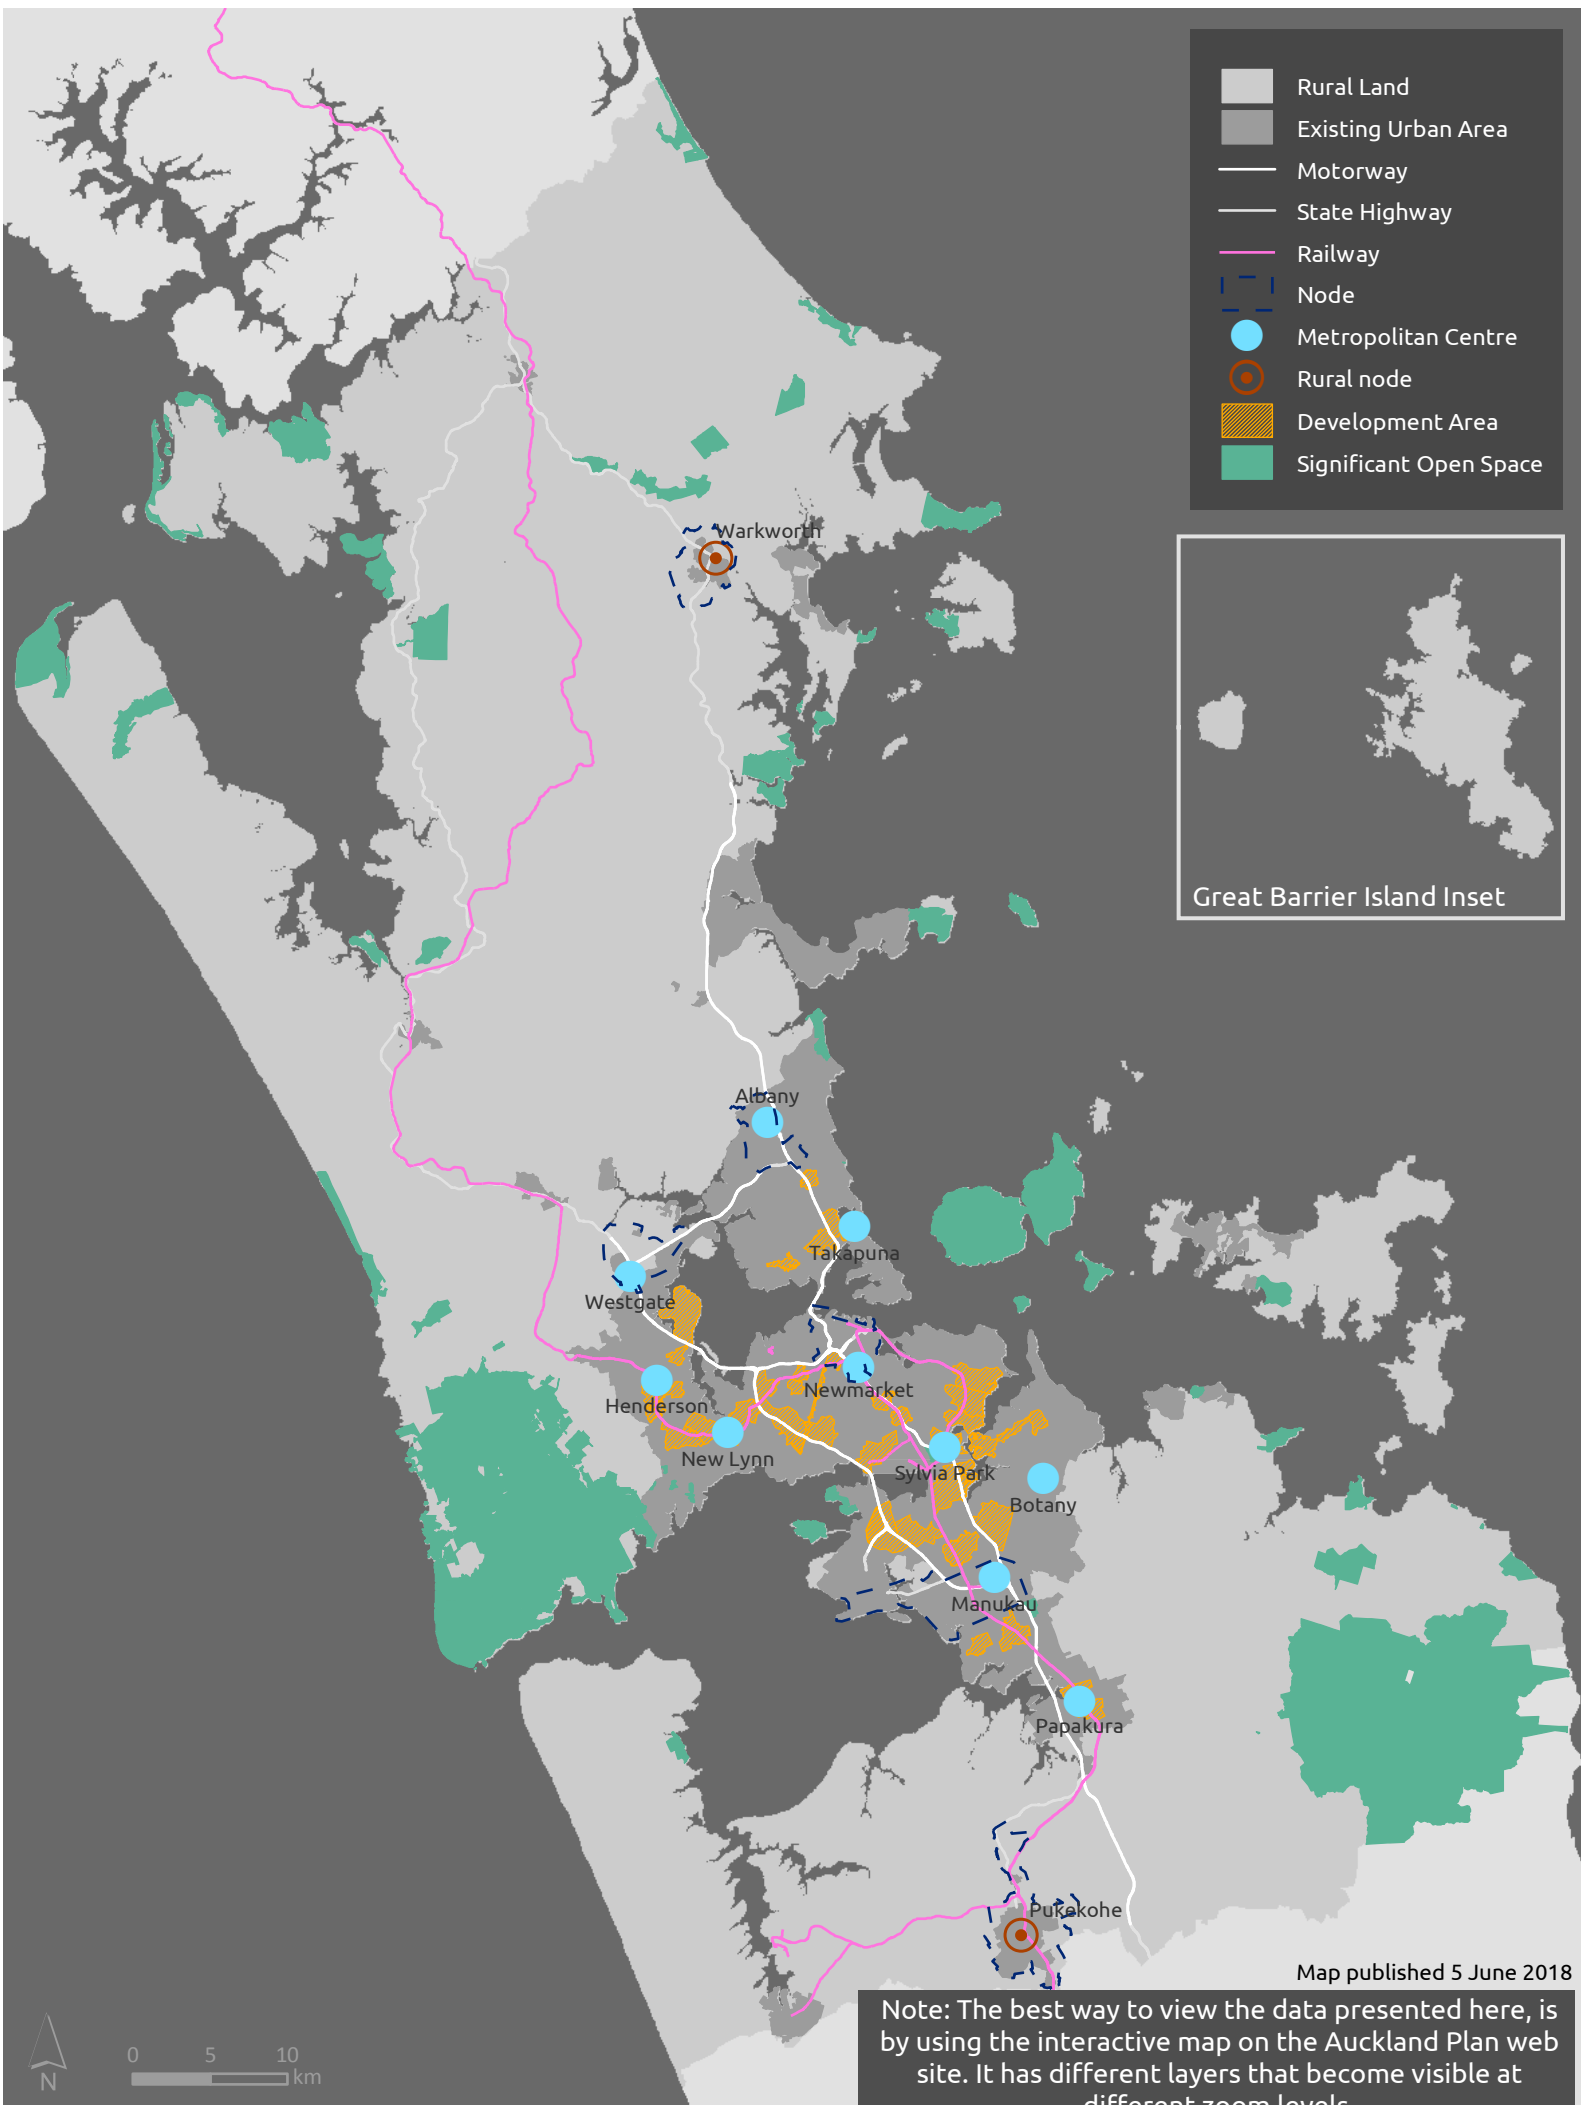 Rural Land
Existing Urban Area
Motorway
State Highway
Railway
Node
Metropolitan Centre
Rural node
Development Area
Significant Open Space
Warkworth
Great Barrier Island Inset
Albany
Takapuna
Westgate
Newmarket
Henderson
New Lynn
Sylvia Park
Botany
Manukau
Papakura
Pukekohe
Map published 5 June 2018
Note: The best way to view the data presented here, is
by using the interactive map on the Auckland Plan web
site. It has different layers that become visible at
different zoom levels
0 5 10
km
N